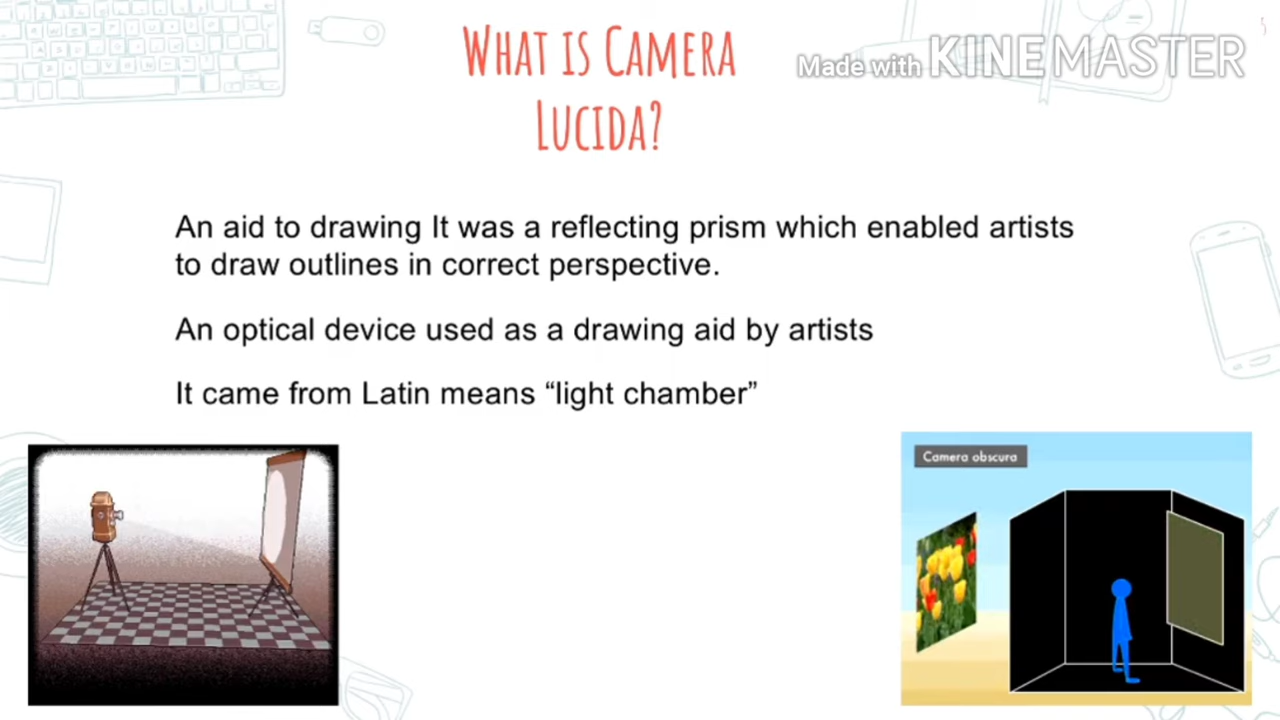 WHAT IS CAMERA
LUCIDA?
Made with KINEMASTER
An aid to drawing It was a reflecting prism which enabled artists
to draw outlines in correct perspective.
An optical device used as a drawing aid by artists
It came from Latin means “light chamber”
Camera obscura